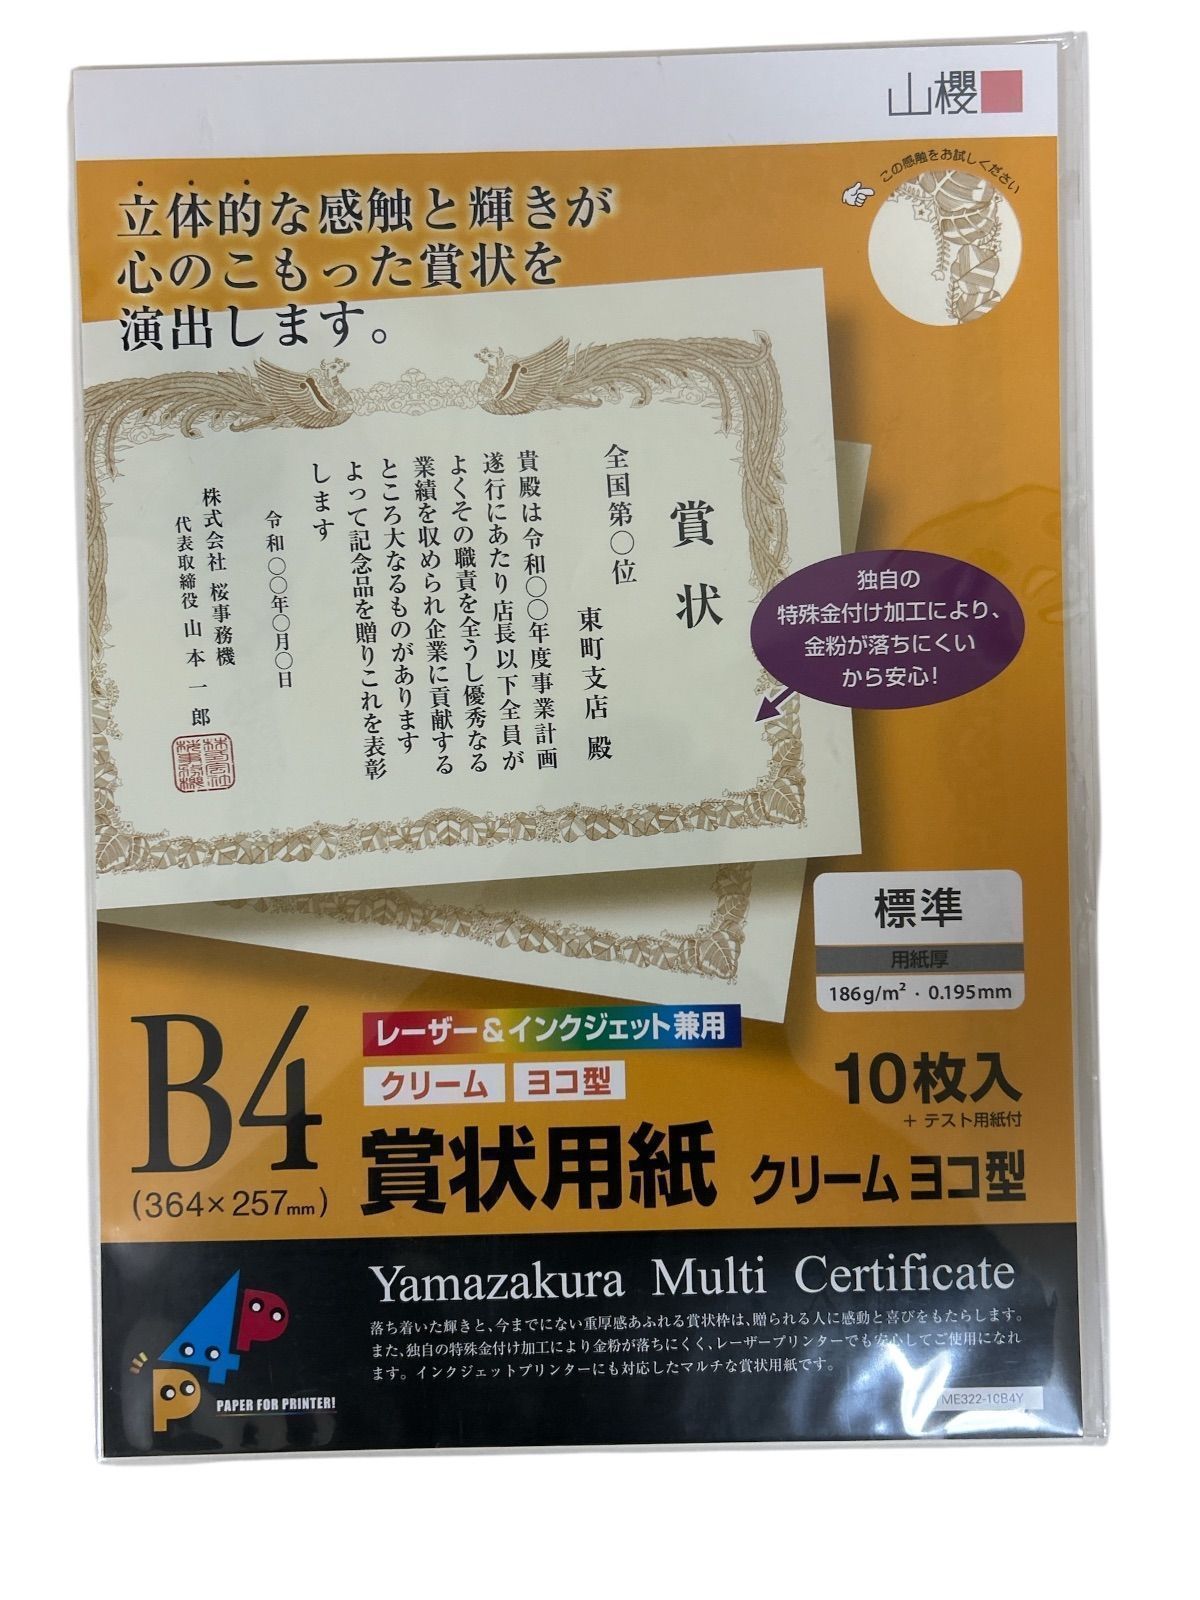 山櫻
この感触をお試しください
立体的な感触と輝きが
心のこもった賞状を
演出します。
賞状
全国第〇位
東町支店 殿
貴殿は令和〇〇年度事業計画
遂行にあたり店長以下全員が
よくその職責を全うし優秀なる
業績を収められ企業に貢献する
ところ大なるものがあります
よって記念品を贈りこれを表彰
します
令和〇〇年〇月〇日
株式会社 桜事務機
代表取締役 山本一郎
独自の
特殊金付け加工により、
金粉が落ちにくい
から安心!
標準
用紙厚
186g/m²・0.195mm
B4
(364×257mm)
レーザー&インクジェット兼用
クリーム ヨコ型
10枚入
+ テスト用紙付
賞状用紙 クリーム ヨコ型
Yamazakura Multi Certificate
落ち着いた輝きと、今までにない重厚感あふれる賞状枠は、贈られる人に感動と喜びをもたらします。
また、独自の特殊金付け加工により金粉が落ちにくく、レーザープリンターでも安心してご使用になれ
ます。インクジェットプリンターにも対応したマルチな賞状用紙です。
P4P
PAPER FOR PRINTER!
ME322-10B4Y